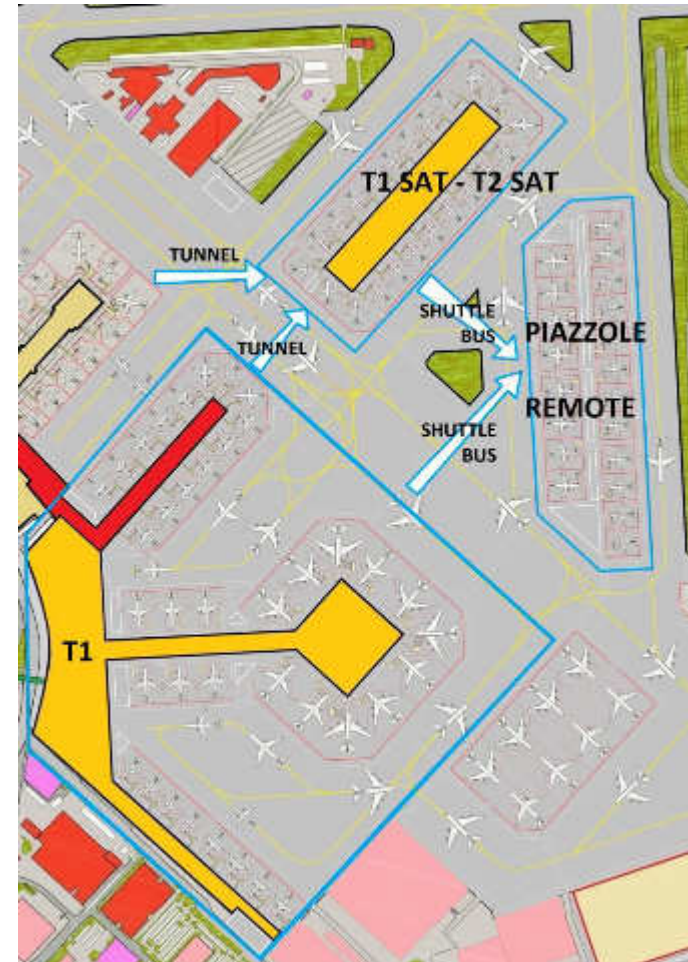 T1 SAT - T2 SAT
TUNNEL
SHUTTLE
BUS
PIAZZOLE
TUNNEL
REMOTE
SHUTTLE
BUS
T1